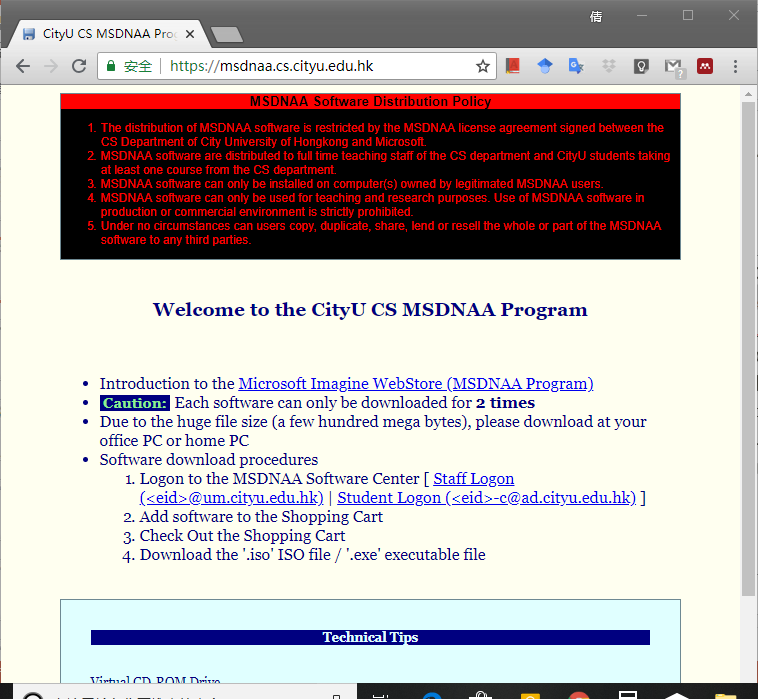 倩
CityU CS MSDNAA Pro
安全 | https://msdnaa.cs.cityu.edu.hk
MSDNAA Software Distribution Policy
1. The distribution of MSDNAA software is restricted by the MSDNAA license agreement signed between the
CS Department of City University of Hongkong and Microsoft.
2. MSDNAA software are distributed to full time teaching staff of the CS department and CityU students taking
at least one course from the CS department.
3. MSDNAA software can only be installed on computer(s) owned by legitimated MSDNAA users.
4. MSDNAA software can only be used for teaching and research purposes. Use of MSDNAA software in
production or commercial environment is strictly prohibited.
5. Under no circumstances can users copy, duplicate, share, lend or resell the whole or part of the MSDNAA
software to any third parties.
Welcome to the CityU CS MSDNAA Program
• Introduction to the Microsoft Imagine WebStore (MSDNAA Program)
• Caution: Each software can only be downloaded for 2 times
• Due to the huge file size (a few hundred mega bytes), please download at your
office PC or home PC
• Software download procedures
1. Logon to the MSDNAA Software Center [ Staff Logon
(<eid>@um.cityu.edu.hk) | Student Logon (<eid>-c@ad.cityu.edu.hk) ]
2. Add software to the Shopping Cart
3. Check Out the Shopping Cart
4. Download the '.iso' ISO file / '.exe' executable file
Technical Tips
Virtual CD-ROM Drive